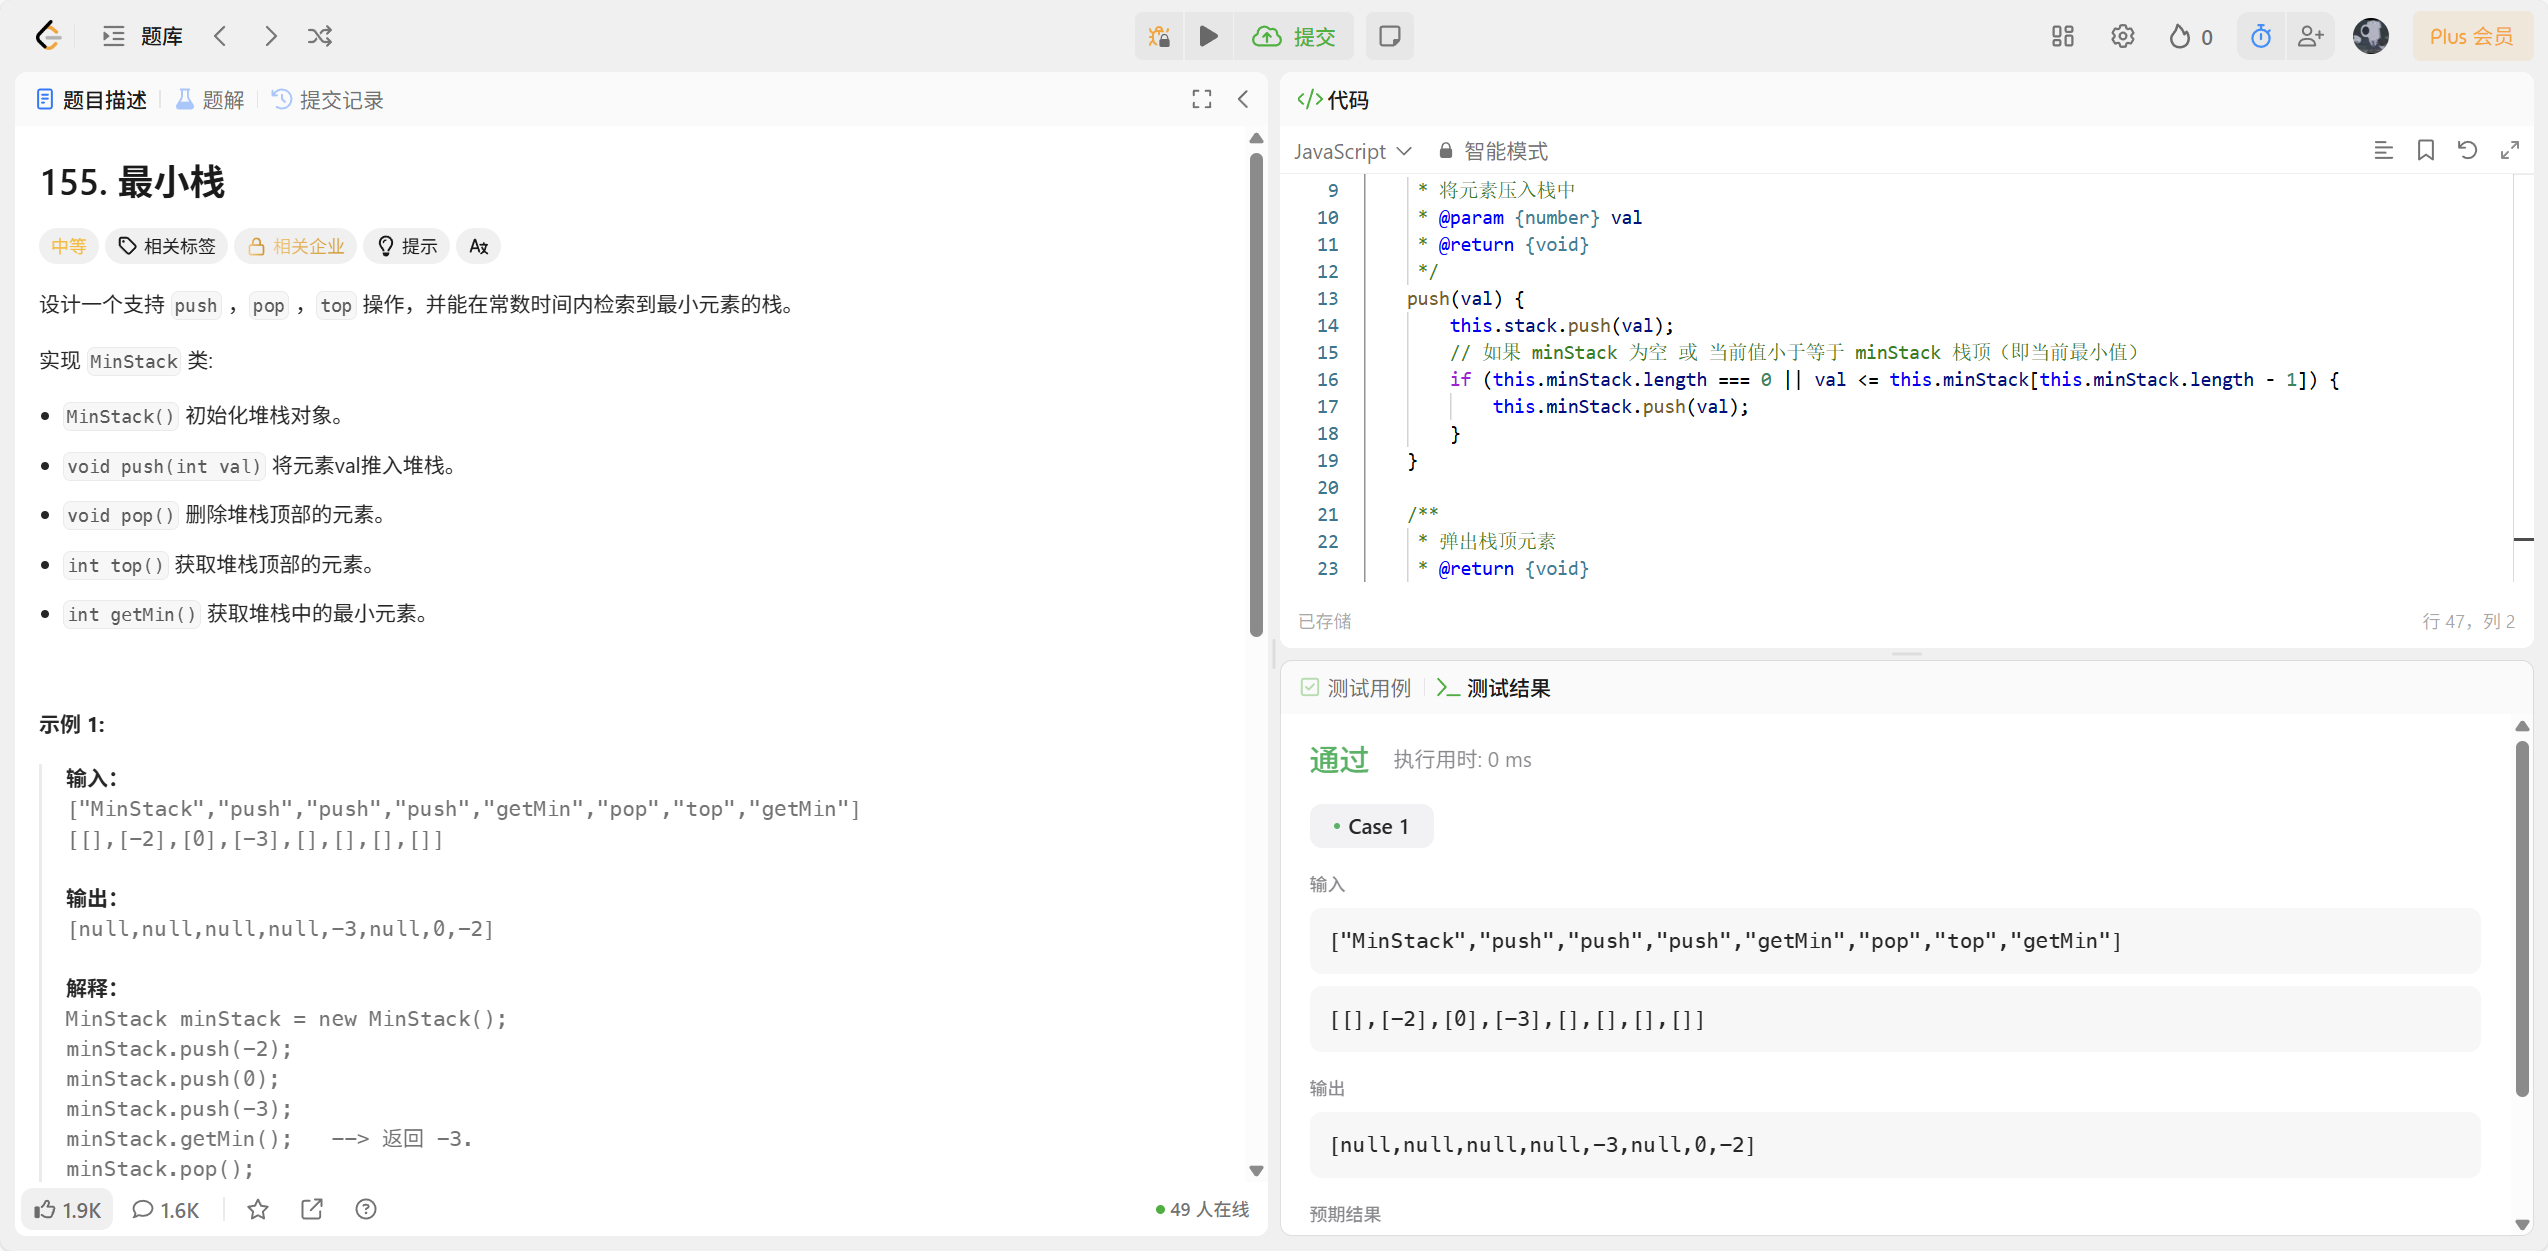 题库
提交
0
Plus 会员
题目描述
题解
提交记录
155. 最小栈
中等
相关标签
相关企业
提示
设计一个支持 push ，pop ，top 操作，并能在常数时间内检索到最小元素的栈。
实现 MinStack 类:
MinStack() 初始化堆栈对象。
void push(int val) 将元素val推入堆栈。
void pop() 删除堆栈顶部的元素。
int top() 获取堆栈顶部的元素。
int getMin() 获取堆栈中的最小元素。
示例 1:
输入：
["MinStack","push","push","push","getMin","pop","top","getMin"]
[[],[-2],[0],[-3],[],[],[],[]]
输出：
[null,null,null,null,-3,null,0,-2]
解释：
MinStack minStack = new MinStack();
minStack.push(-2);
minStack.push(0);
minStack.push(-3);
minStack.getMin();   --> 返回 -3.
minStack.pop();
1.9K
1.6K
49 人在线
代码
JavaScript
智能模式
9 * 将元素压入栈中
10 * @param {number} val
11 * @return {void}
12 */
13 push(val) {
14 this.stack.push(val);
15 // 如果 minStack 为空 或 当前值小于等于 minStack 栈顶（即当前最小值）
16 if (this.minStack.length === 0 || val <= this.minStack[this.minStack.length - 1]) {
17 this.minStack.push(val);
18 }
19 }
20
21 /**
22 * 弹出栈顶元素
23 * @return {void}
已存储
行 47，列 2
测试用例
测试结果
通过
执行用时: 0 ms
Case 1
输入
["MinStack","push","push","push","getMin","pop","top","getMin"]
[[],[-2],[0],[-3],[],[],[],[]]
输出
[null,null,null,null,-3,null,0,-2]
预期结果